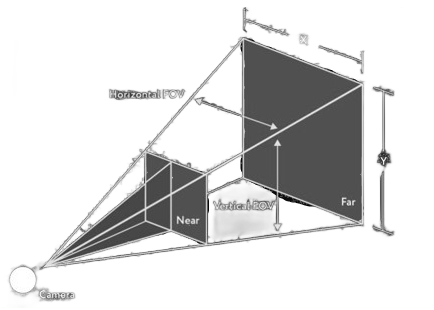 Horizontal FOV
Y
Vertical FOV
Far
Near
Camera